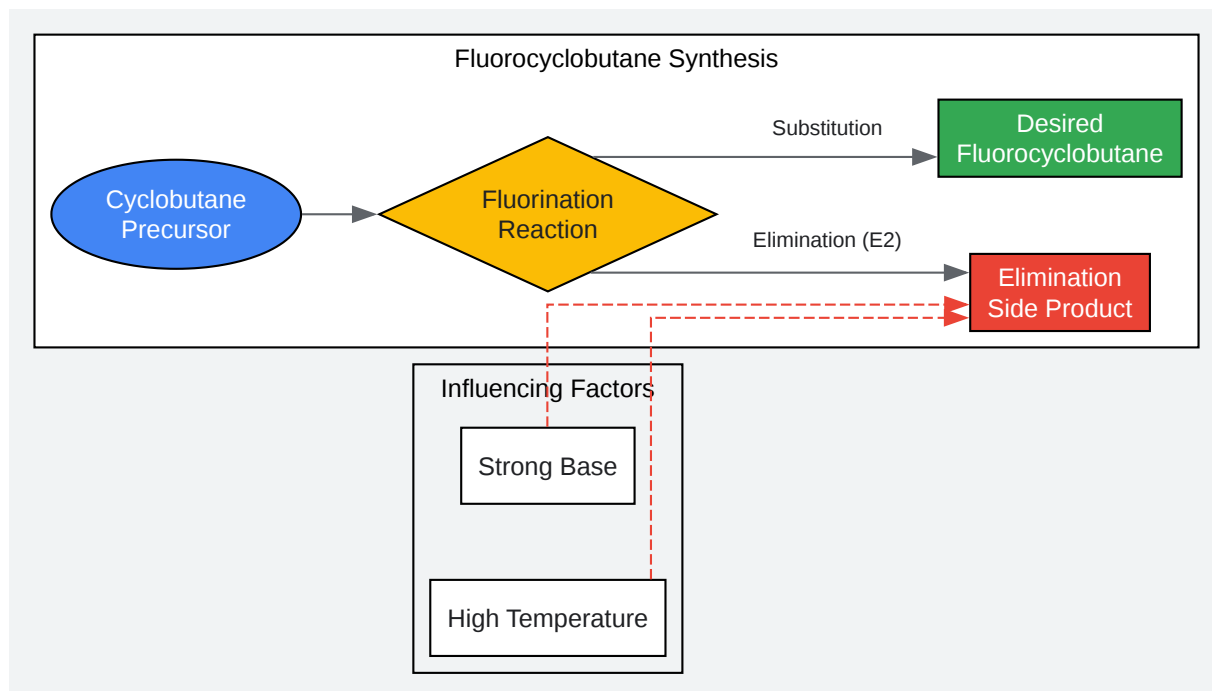 Fluorocyclobutane Synthesis
Substitution
Desired
Fluorocyclobutane
Cyclobutane
Precursor
Fluorination
Reaction
Elimination (E2)
Elimination
Side Product
Influencing Factors
Strong Base
High Temperature